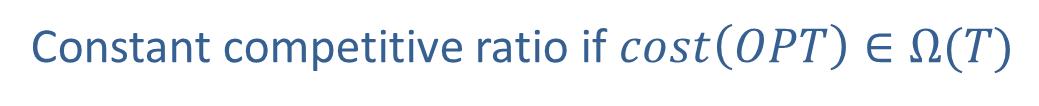 Constant competitive ratio if 𝑐𝑜𝑠𝑡(𝑂𝑃𝑇) ∈ Ω(𝑇)